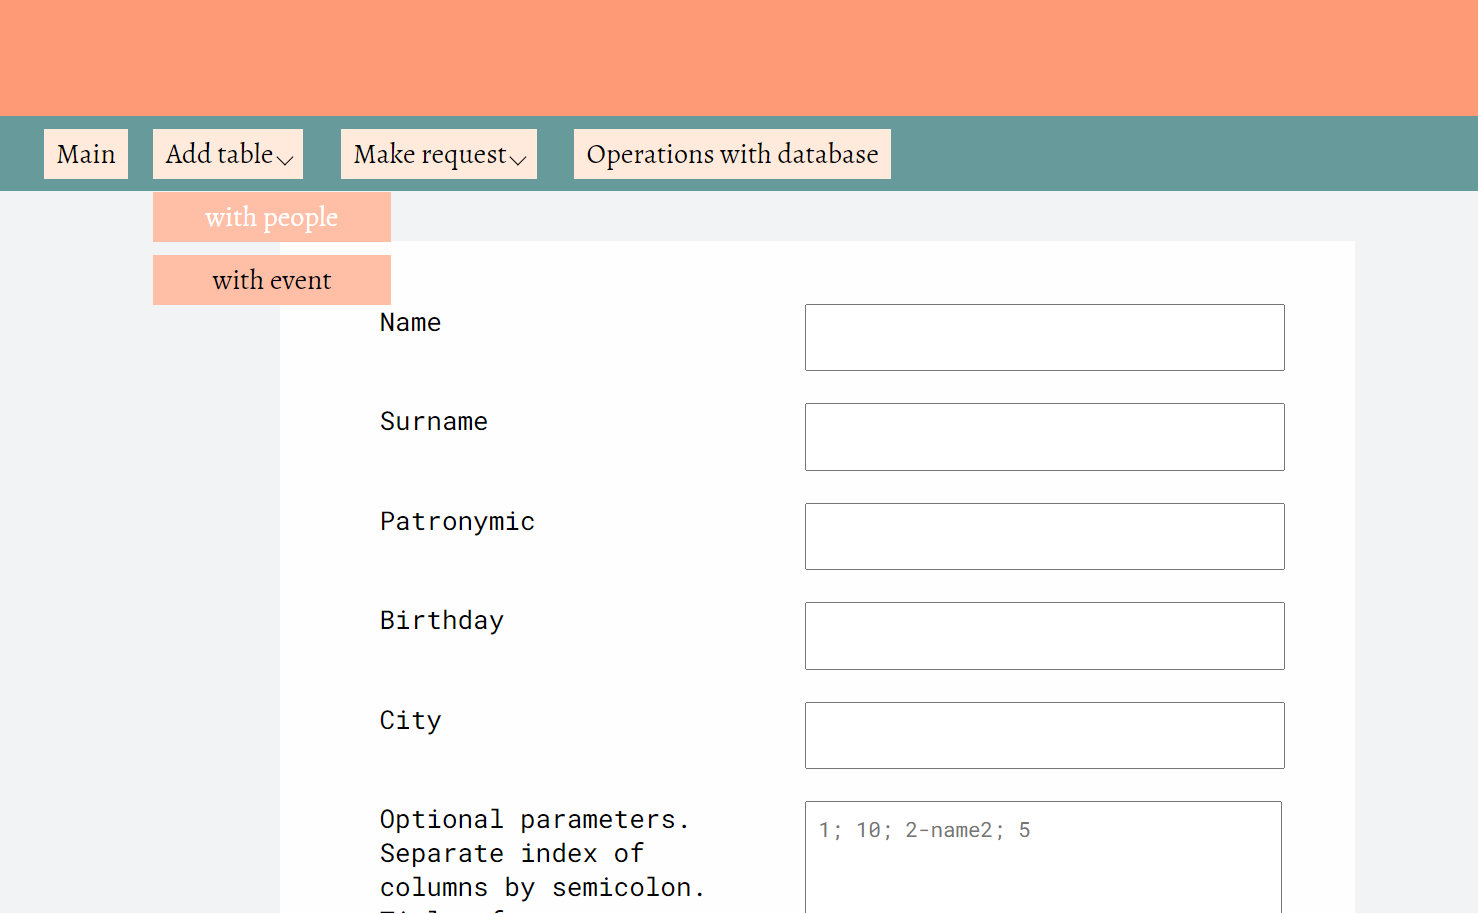 Main
Add table
Make request
Operations with database
with people
with event
Name
Surname
Patronymic
Birthday
City
Optional parameters.
Separate index of
columns by semicolon.
1; 10; 2-name2; 5